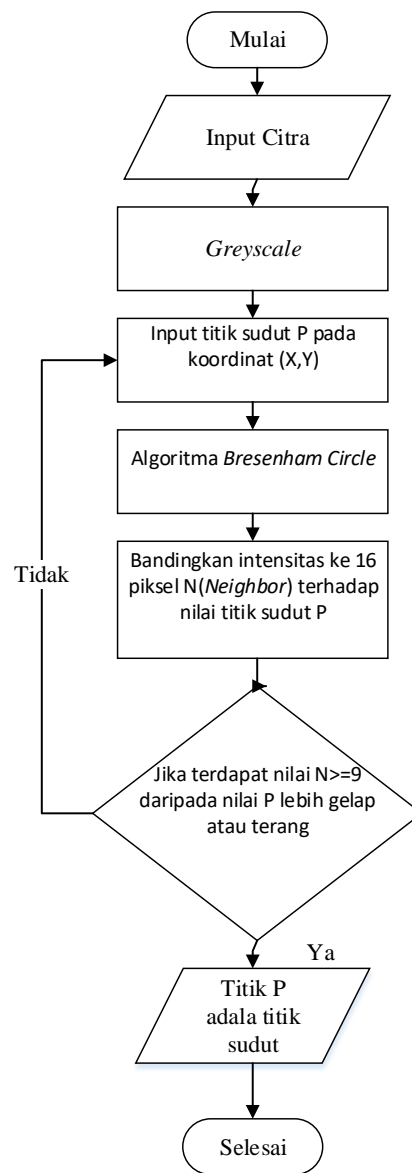 Mulai
Input Citra
Greyscale
Input titik sudut P pada
koordinat (X,Y)
Algoritma Bresenham Circle
Tidak
Bandingkan intensitas ke 16
piksel N(Neighbor) terhadap
nilai titik sudut P
Jika terdapat nilai N>=9
daripada nilai P lebih gelap
atau terang
Ya
Titik P
adala titik
sudut
Selesai